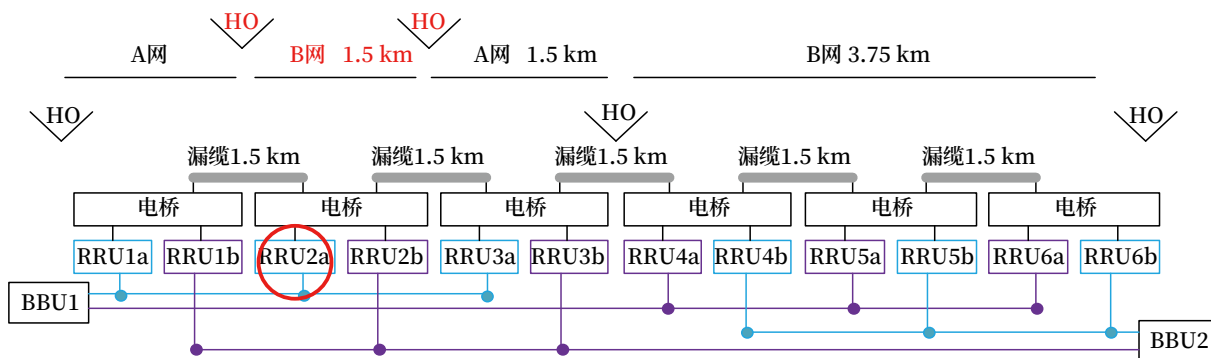 HO HO
A网 B网 1.5 km A网 1.5 km B网 3.75 km
HO HO HO
漏缆1.5 km 漏缆1.5 km 漏缆1.5 km 漏缆1.5 km 漏缆1.5 km
电桥 电桥 电桥 电桥 电桥 电桥
RRU1a RRU1b RRU2a RRU2b RRU3a RRU3b RRU4a RRU4b RRU5a RRU5b RRU6a RRU6b
BBU1
BBU2